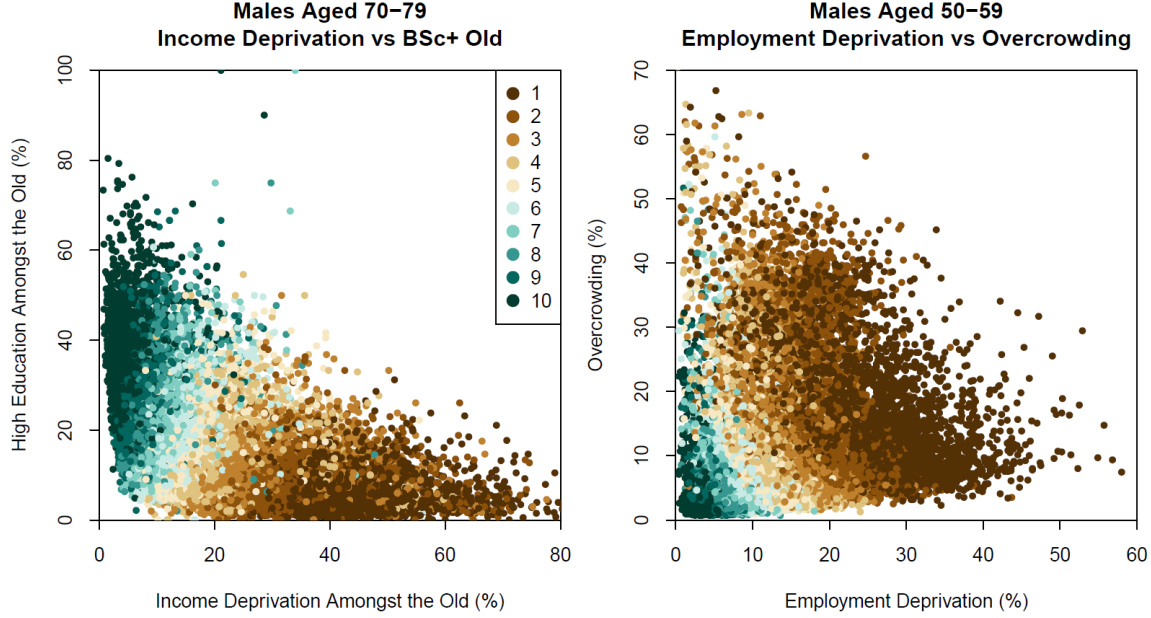 Males Aged 70−79
Income Deprivation vs BSc+ Old
High Education Amongst the Old (%)
100
80
60
40
20
0
1
2
3
4
5
6
7
8
9
10
0 20 40 60 80
Income Deprivation Amongst the Old (%)
Males Aged 50−59
Employment Deprivation vs Overcrowding
Overcrowding (%)
70
60
50
40
30
20
10
0
0 10 20 30 40 50 60
Employment Deprivation (%)